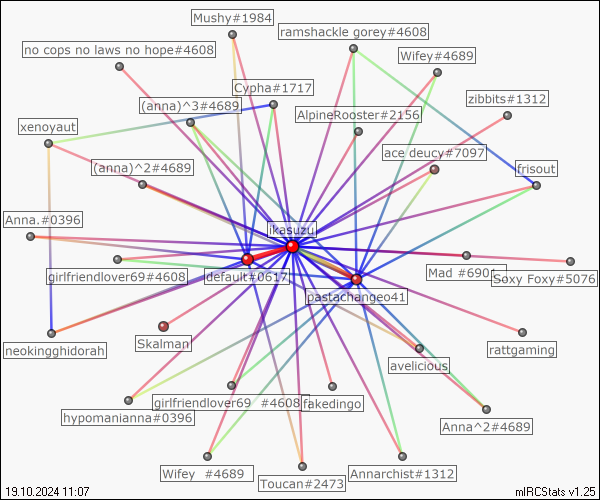 Mushy#1984
ramshackle gorey#4608
no cops no laws no hope#4608
Wifey#4689
Cypha#1717
zibbits#1312
(anna)^3#4689
AlpineRooster#2156
xenoyaut
ace deucy#7097
(anna)^2#4689
frisout
Anna.#0396
ikasuzu
girlfriendlover69#4608
default#0617
Mad #690
Soxy Foxy#5076
pastachangeo41
neokingghidorah
Skalman
rattgaming
avelicious
girlfriendlover69 #4608
fakedingo
hypomanianna#0396
Anna^2#4689
Wifey #4689
Annarchist#1312
Toucan#2473
19.10.2024 11:07
mIRCStats v1.25